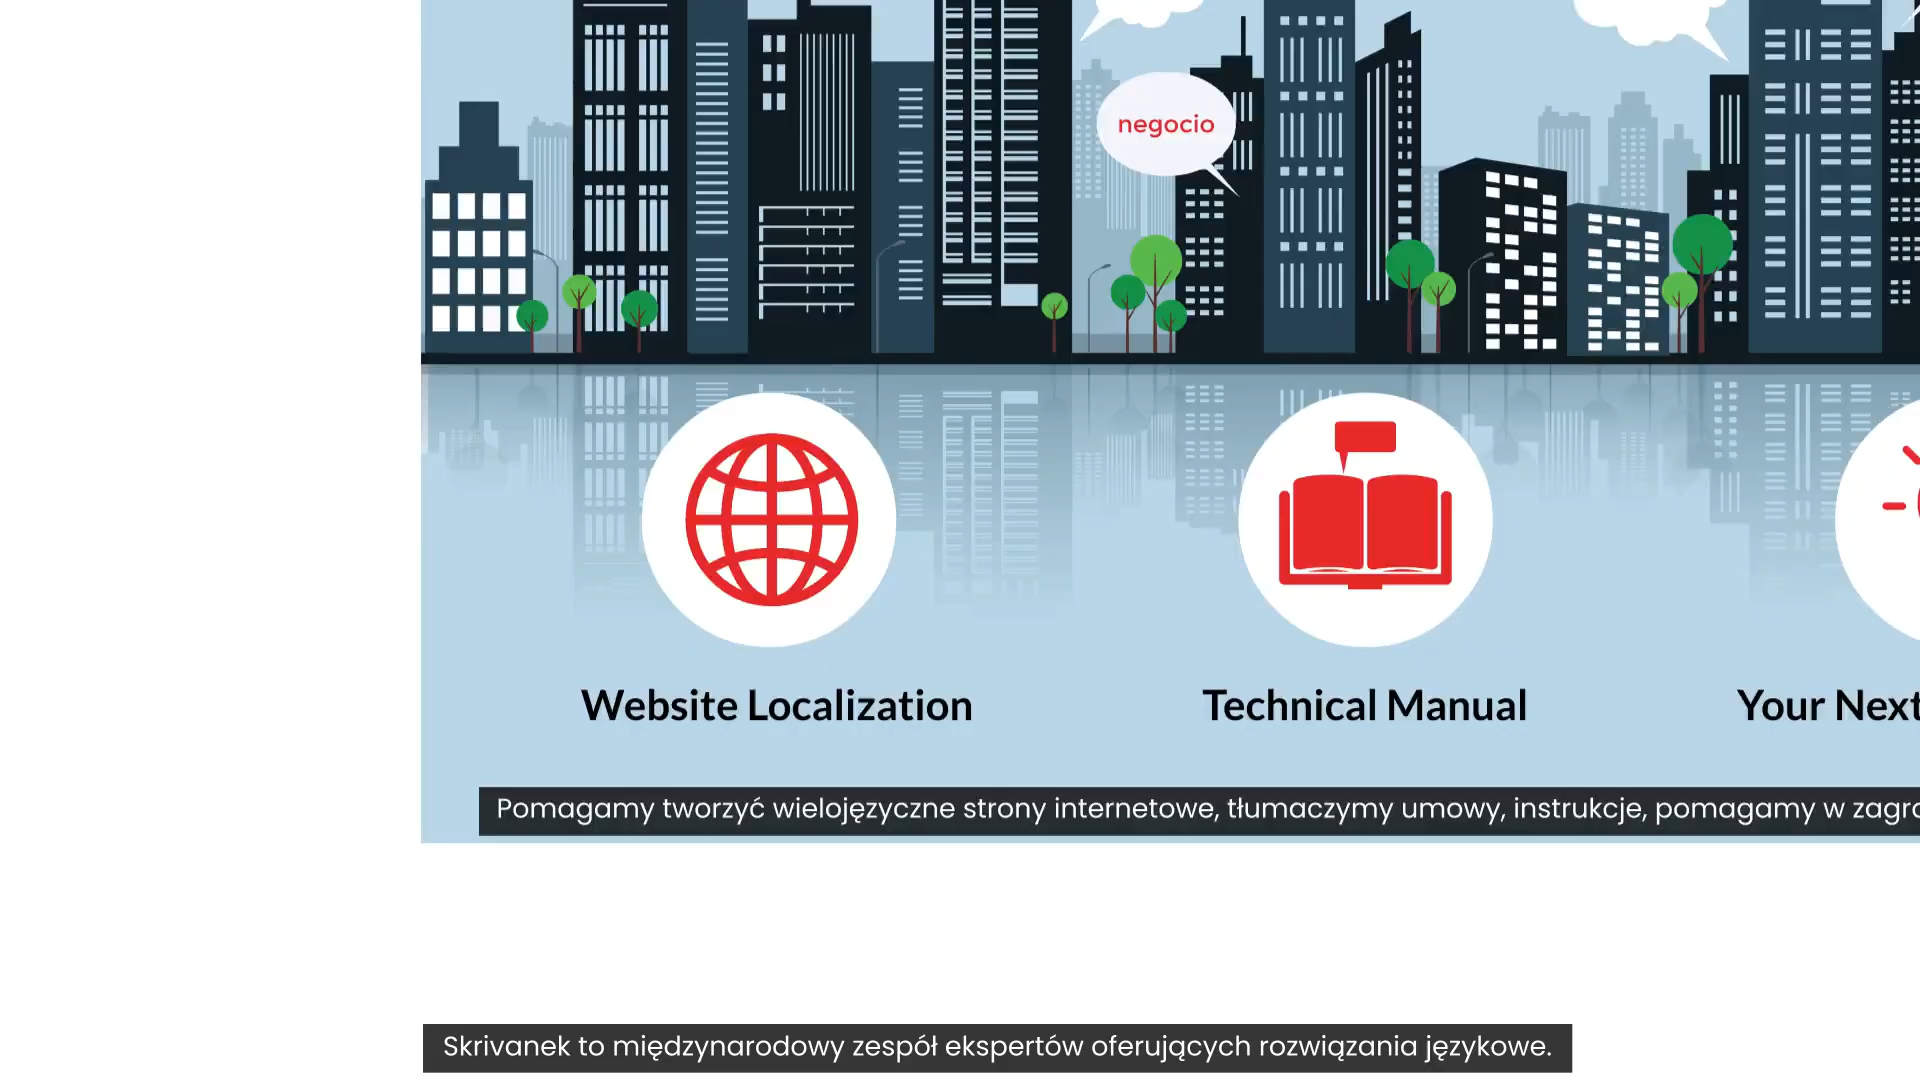 negocio
Website Localization
Technical Manual
Your Next
Pomagamy tworzyć wielojęzyczne strony internetowe, tłumaczymy umowy, instrukcje, pomagamy w
Skrivanek to międzynarodowy zespół ekspertów oferujących rozwiązania językowe.